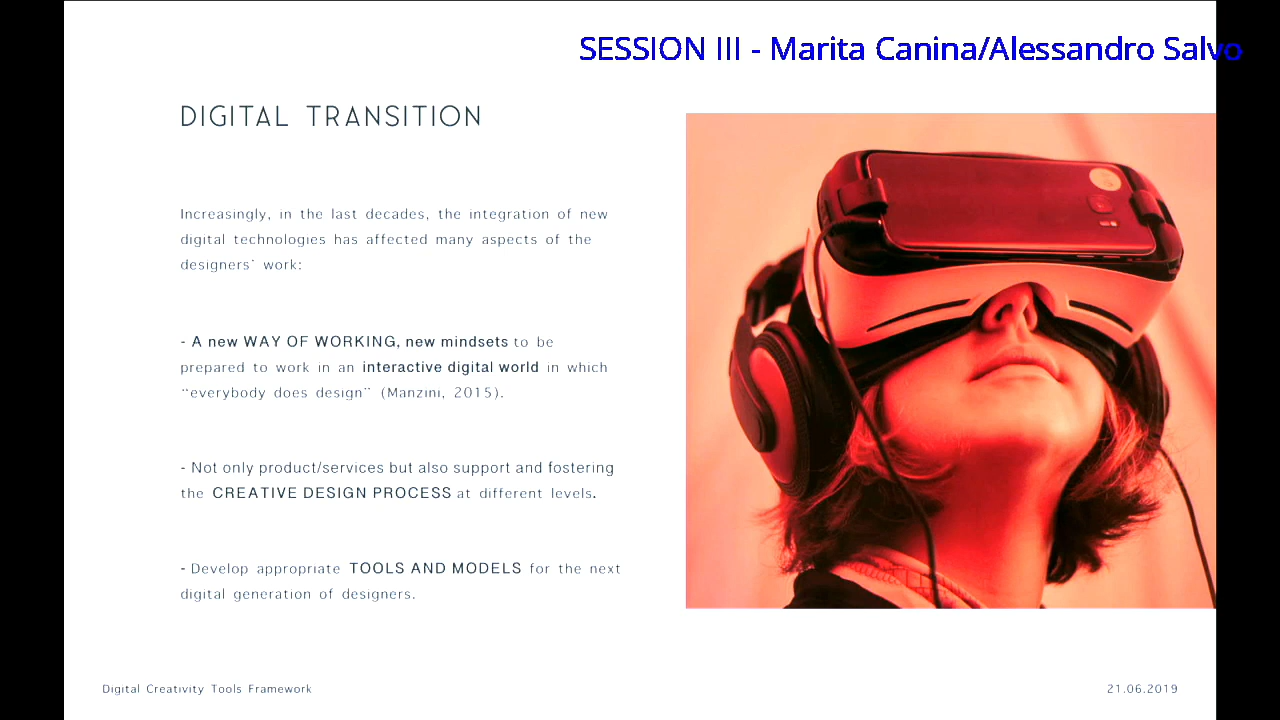 SESSION III - Marita Canina/Alessandro Salvo
DIGITAL TRANSITION
Increasingly, in the last decades, the integration of new
digital technologies has affected many aspects of the
designers' work:
- A new WAY OF WORKING, new mindsets to be
prepared to work in an interactive digital world in which
"everybody does design" (Manzini, 2015).
- Not only product/services but also support and fostering
the CREATIVE DESIGN PROCESS at different levels.
- Develop appropriate TOOLS AND MODELS for the next
digital generation of designers.
Digital Creativity Tools Framework
21.06.2019